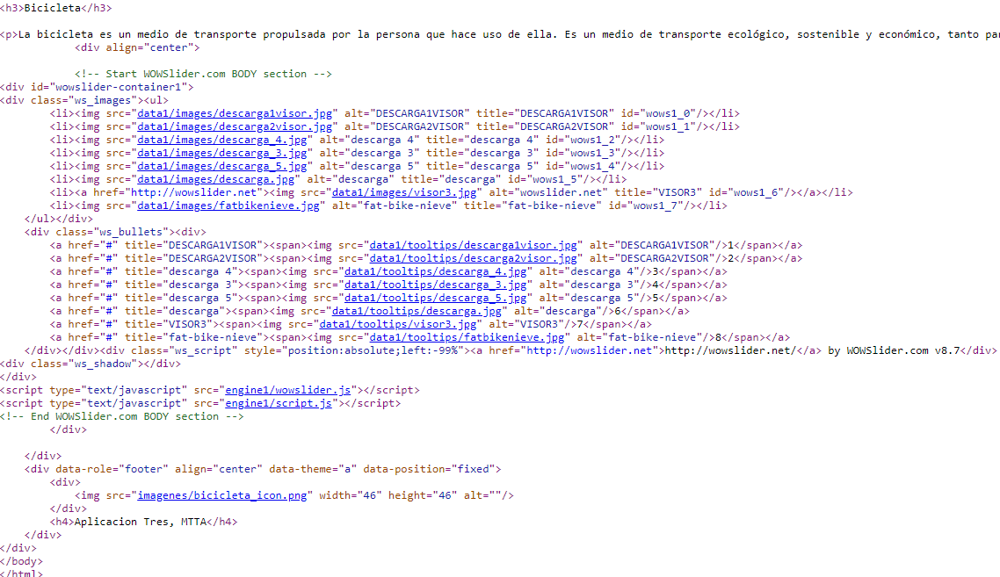 <h3>Bicicleta</h3>
<p>La bicicleta es un medio de transporte propulsada por la persona que hace uso de ella. Es un medio de transporte ecológico, sostenible y económico, tanto
<div align="center">
<!-- Start WOWSlider.com BODY section -->
<div id="wowslider-container1">
<div class="ws_images"><ul>
<li><img src="data1/images/descarga1visor.jpg" alt="DESCARGA1VISOR" title="DESCARGA1VISOR" id="wows1_0"/></li>
<li><img src="data1/images/descarga2visor.jpg" alt="DESCARGA2VISOR" title="DESCARGA2VISOR" id="wows1_1"/></li>
<li><img src="data1/images/descarga_4.jpg" alt="descarga 4" title="descarga 4" id="wows1_2"/></li>
<li><img src="data1/images/descarga_3.jpg" alt="descarga 3" title="descarga 3" id="wows1_3"/></li>
<li><img src="data1/images/descarga_5.jpg" alt="descarga 5" title="descarga 5" id="wows1_4"/></li>
<li><img src="data1/images/descarga.jpg" alt="descarga" title="descarga" id="wows1_5"/></li>
<li><a href="http://wowslider.net"><img src="data1/images/visor3.jpg" alt="wowslider.net" title="VISOR3" id="wows1_6"/></a></li>
<li><img src="data1/images/fatbikenieve.jpg" alt="fat-bike-nieve" title="fat-bike-nieve" id="wows1_7"/></li>
</ul></div>
<div class="ws_bullets"><div>
<a href="#" title="DESCARGA1VISOR"><span><img src="data1/tooltips/descarga1visor.jpg" alt="DESCARGA1VISOR"/>1</span></a>
<a href="#" title="DESCARGA2VISOR"><span><img src="data1/tooltips/descarga2visor.jpg" alt="DESCARGA2VISOR"/>2</span></a>
<a href="#" title="descarga 4"><span><img src="data1/tooltips/descarga_4.jpg" alt="descarga 4"/>3</span></a>
<a href="#" title="descarga 3"><span><img src="data1/tooltips/descarga_3.jpg" alt="descarga 3"/>4</span></a>
<a href="#" title="descarga 5"><span><img src="data1/tooltips/descarga_5.jpg" alt="descarga 5"/>5</span></a>
<a href="#" title="descarga"><span><img src="data1/tooltips/descarga.jpg" alt="descarga"/>6</span></a>
<a href="#" title="VISOR3"><span><img src="data1/tooltips/visor3.jpg" alt="VISOR3"/>7</span></a>
<a href="#" title="fat-bike-nieve"><span><img src="data1/tooltips/fatbikenieve.jpg" alt="fat-bike-nieve"/>8</span></a>
</div></div><div class="ws_script" style="position:absolute;left:-99%"><a href="http://wowslider.net">http://wowslider.net/</a> by WOWSlider.com v8.7</div>
<div class="ws_shadow"></div>
</div>
<script type="text/javascript" src="engine1/wowslider.js"></script>
<script type="text/javascript" src="engine1/script.js"></script>
<!-- End WOWSlider.com BODY section -->
</div>
</div>
<div data-role="footer" align="center" data-theme="a" data-position="fixed">
<div>
<img src="imagenes/bicicleta_icon.png" width="46" height="46" alt=""/>
</div>
<h4>Aplicacion Tres, MTTA</h4>
</div>
</div>
</body>
</html>